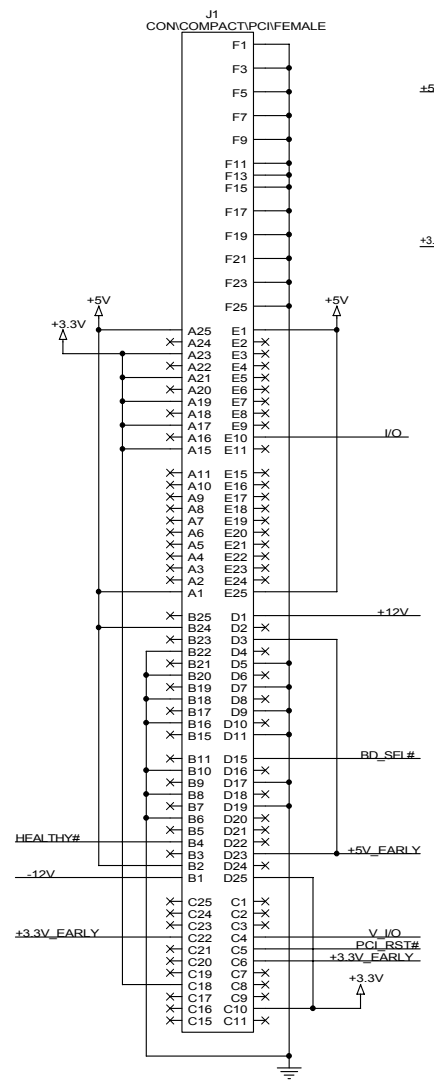 J1
CON\COMPACT\PCI\FEMALE
F1
F3
F5
+5
F7
F9
F11
F13
F15
F17
F19
+3.
F21
F23
F25
+5V +5V
+3.3V
A25 E1
A24 E2
A23 E3
A22 E4
A21 E5
A20 E6
A19 E7
A18 E8
A17 E9
A16 E10 I/O
A15 E11
A11 E15
A10 E16
A9 E17
A8 E18
A7 E19
A6 E20
A5 E21
A4 E22
A3 E23
A2 E24
A1 E25
B25 D1 +12V
B24 D2
B23 D3
B22 D4
B21 D5
B20 D6
B19 D7
B18 D8
B17 D9
B16 D10
B15 D11
B11 D15 BD_SEL#
B10 D16
B9 D17
B8 D18
B7 D19
B6 D20
B5 D21
HEALTHY# B4 D22
B3 D23 +5V_EARLY
B2 D24
-12V B1 D25
C25 C1
C24 C2
C23 C3
+3.3V_EARLY C22 C4 V_I/O
C21 C5 PCI_RST#
C20 C6 +3.3V_EARLY
C19 C7
C18 C8 +3.3V
C17 C9
C16 C10
C15 C11